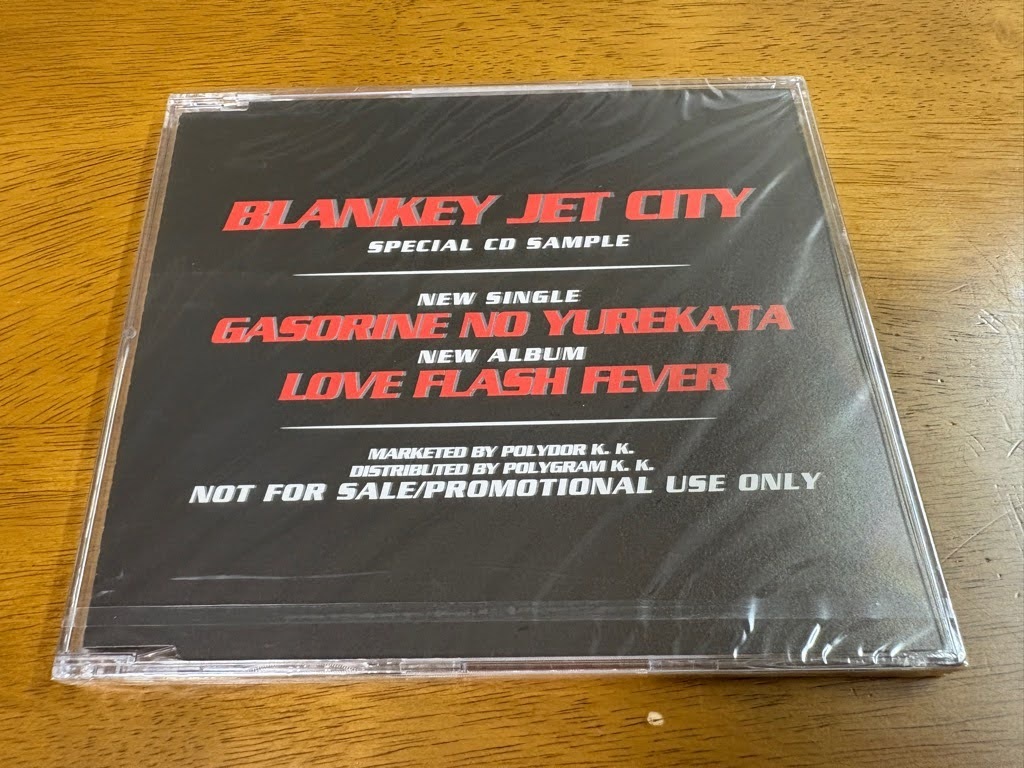 BLANKEY JET CITY
SPECIAL CD SAMPLE
NEW SINGLE
GASORINE NO YUREKATA
NEW ALBUM
LOVE FLASH FEVER
MARKETED BY POLYDOR K. K.
DISTRIBUTED BY POLYGRAM K. K.
NOT FOR SALE/PROMOTIONAL USE ONLY